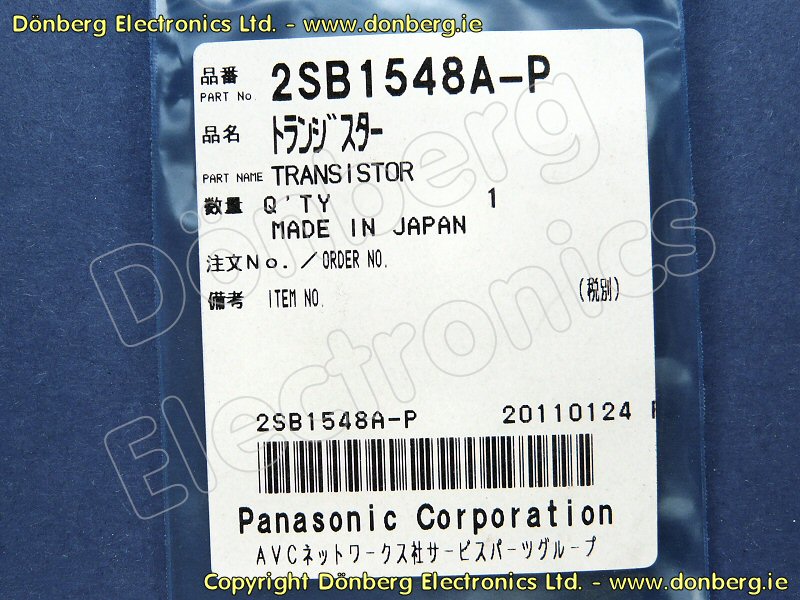 Dönberg Electronics Ltd. - www.donberg.ie
品番
PART No. 2SB1548A-P
品名 トランジスター
PART NAME TRANSISTOR
数量 Q'TY 1
MADE IN JAPAN
注文No. / ORDER NO.
備考 ITEM NO. (税別)
Dönberg
Electronics
2SB1548A-P 20110124
Panasonic Corporation
AVCネットワークス社サービスパーツグループ
Copyright Dönberg Electronics Ltd. - www.donberg.ie